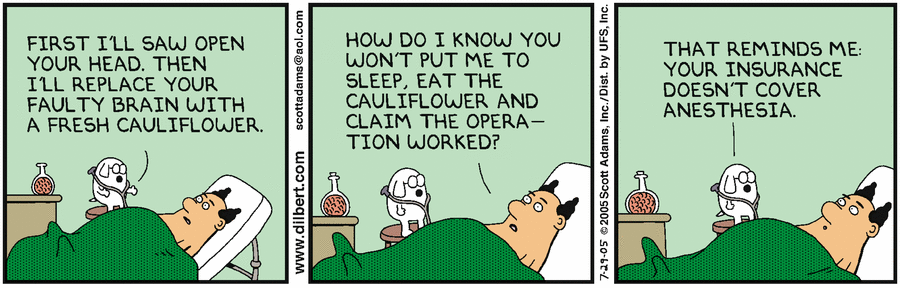 FIRST I'LL SAW OPEN
YOUR HEAD. THEN
I'LL REPLACE YOUR
FAULTY BRAIN WITH
A FRESH CAULIFLOWER.
www.dilbert.com
scottadams@aol.com
HOW DO I KNOW YOU
WON'T PUT ME TO
SLEEP, EAT THE
CAULIFLOWER AND
CLAIM THE OPERA—
TION WORKED?
7-29-05 © 2005 Scott Adams, Inc./Dist. by UFS, Inc.
THAT REMINDS ME:
YOUR INSURANCE
DOESN'T COVER
ANESTHESIA.